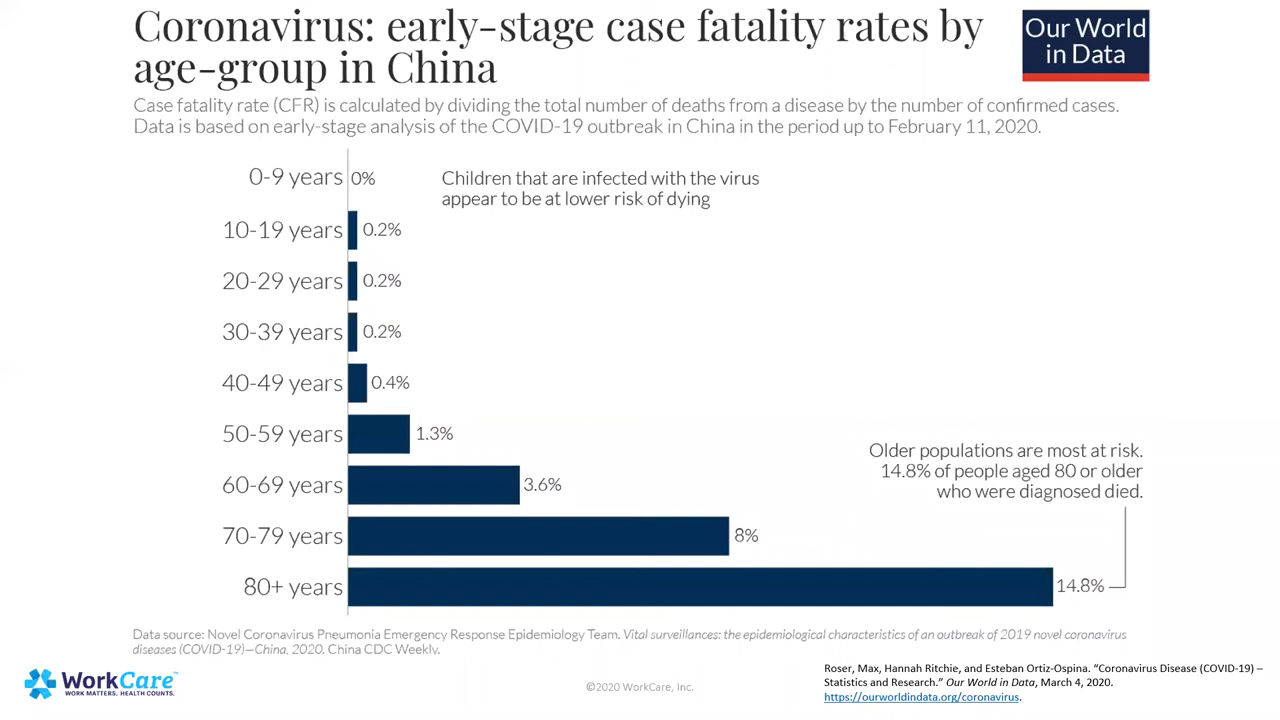 Coronavirus: early-stage case fatality rates by
age-group in China
Our World
in Data
Case fatality rate (CFR) is calculated by dividing the total number of deaths from a disease by the number of confirmed cases.
Data is based on early-stage analysis of the COVID-19 outbreak in China in the period up to February 11, 2020.
0-9 years 0%
Children that are infected with the virus
appear to be at lower risk of dying
10-19 years 0.2%
20-29 years 0.2%
30-39 years 0.2%
40-49 years 0.4%
50-59 years 1.3%
Older populations are most at risk.
14.8% of people aged 80 or older
who were diagnosed died.
60-69 years 3.6%
70-79 years 8%
80+ years 14.8%
Data source: Novel Coronavirus Pneumonia Emergency Response Epidemiology Team. Vital surveillances: the epidemiological characteristics of an outbreak of 2019 novel coronavirus
diseases (COVID-19)—China, 2020. China CDC Weekly.
WorkCare™
WORK MATTERS. HEALTH COUNTS.
©2020 WorkCare, Inc.
Roser, Max, Hannah Ritchie, and Esteban Ortiz-Ospina. “Coronavirus Disease (COVID-19) –
Statistics and Research.” Our World in Data, March 4, 2020.
https://ourworldindata.org/coronavirus.